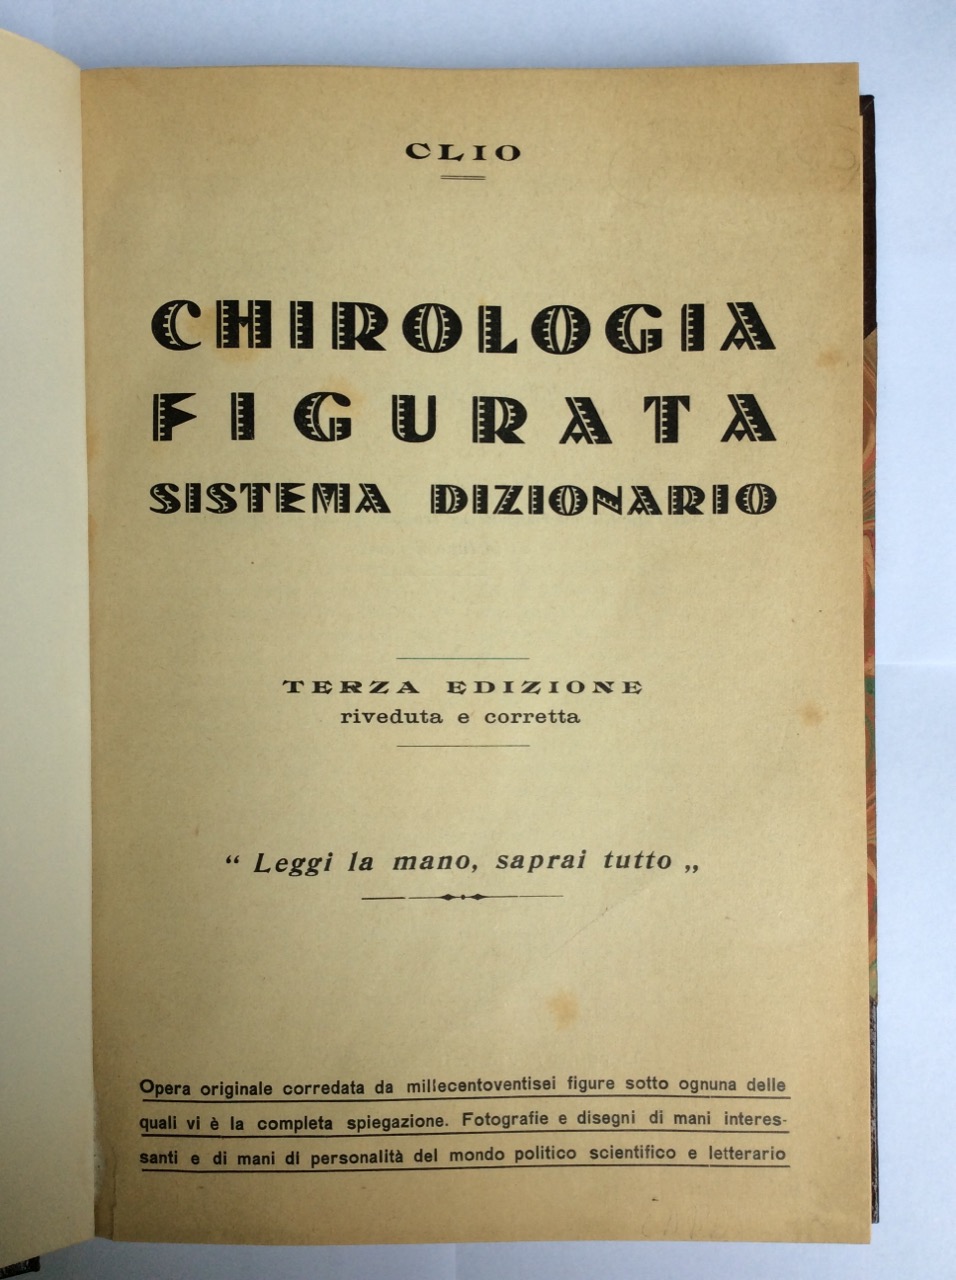 CLIO
CHIROLOGIA
FIGURATA
SISTEMA DIZIONARIO
TERZA EDIZIONE
riveduta e corretta
“ Leggi la mano, saprai tutto „
Opera originale corredata da millecentoventisei figure sotto ognuna delle
quali vi è la completa spiegazione. Fotografie e disegni di mani interes-
santi e di mani di personalità del mondo politico scientifico e letterario